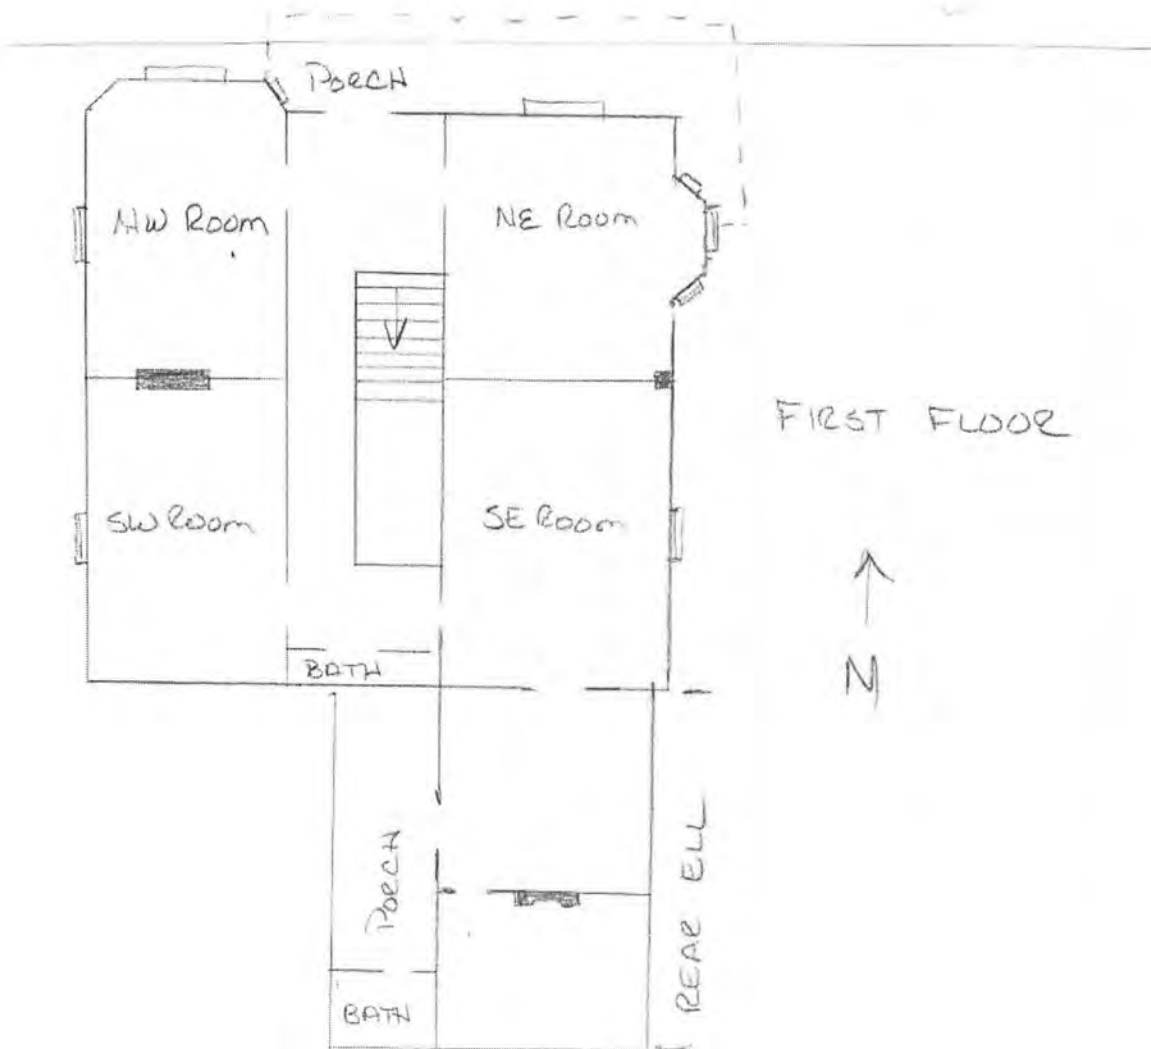 PORCH
NW Room
NE Room
FIRST FLOOR
SW Room
SE Room
N
BATH
PORCH
REAR ELL
BATH